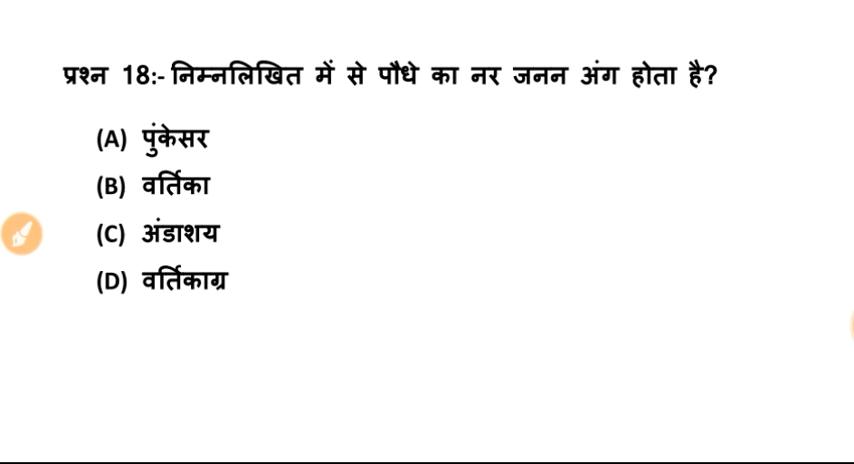 प्रश्न 18:- निम्नलिखित में से पौधे का नर जनन अंग होता है?
(A) पुंकेसर
(B) वर्तिका
(C) अंडाशय
(D) वर्तिकाग्र